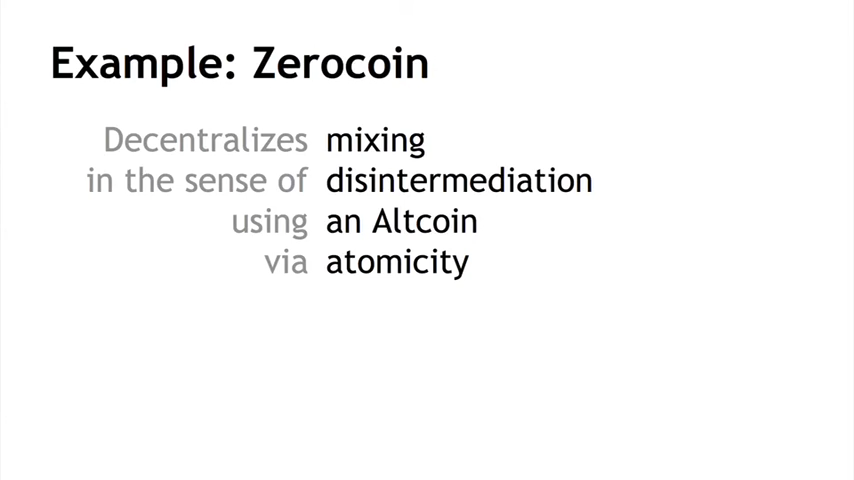 Example: Zerocoin
Decentralizes mixing
in the sense of disintermediation
using an Altcoin
via atomicity